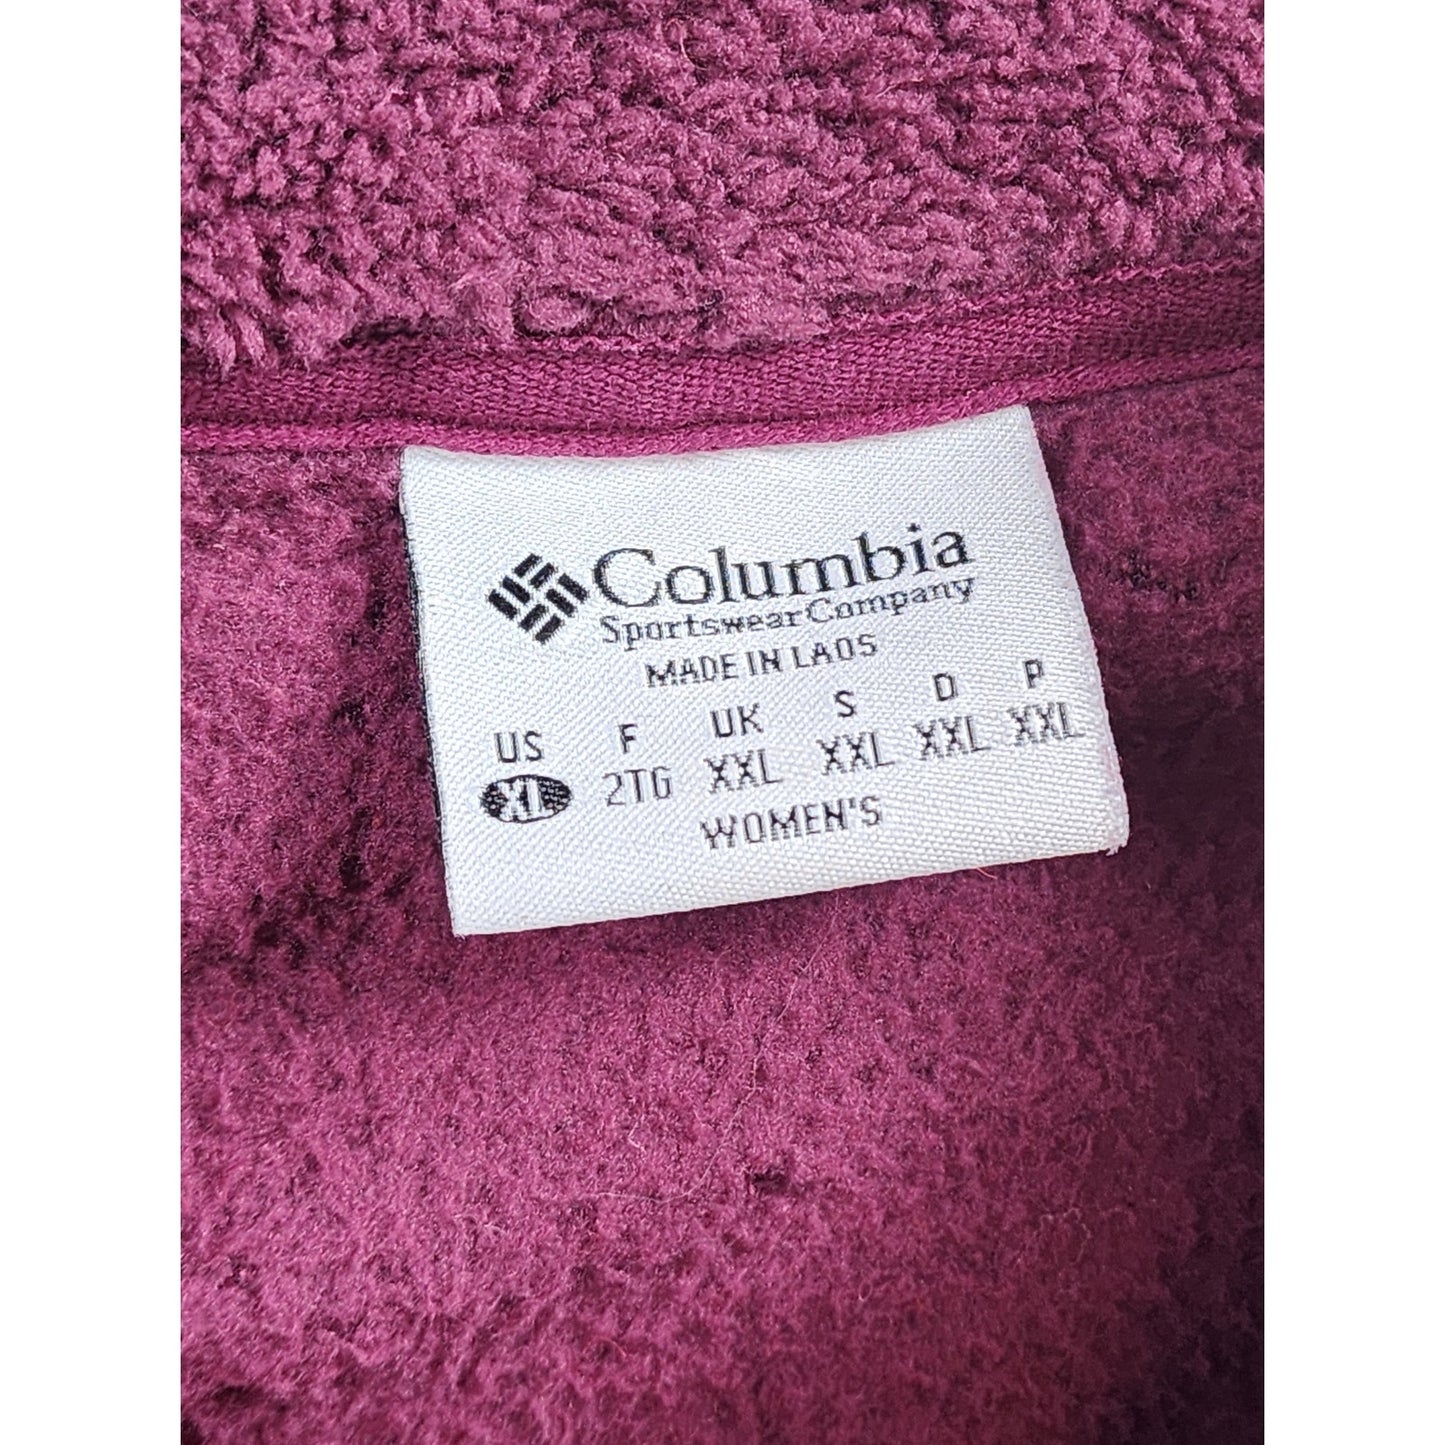 Columbia
Sportswear Company
MADE IN LAOS
US F UK S D P
XL 2TG XXL XXL XXL XXL
WOMEN'S